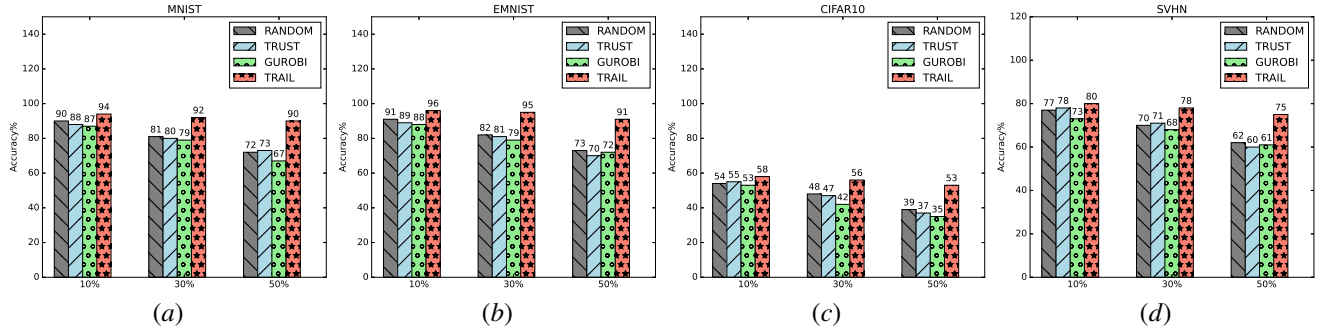 MNIST
140
120
100
80
60
40
20
0
Accuracy%
RANDOM
TRUST
GUROBI
TRAIL
90 88 87 94
81 80 79 92
72 73 67 90
10% 30% 50%
(a)
EMNIST
140
120
100
80
60
40
20
0
Accuracy%
RANDOM
TRUST
GUROBI
TRAIL
91 89 88 96
82 81 79 95
73 70 72 91
10% 30% 50%
(b)
CIFAR10
140
120
100
80
60
40
20
0
Accuracy%
RANDOM
TRUST
GUROBI
TRAIL
54 55 53 58
48 47 42 56
39 37 35 53
10% 30% 50%
(c)
SVHN
120
100
80
60
40
20
0
Accuracy%
RANDOM
TRUST
GUROBI
TRAIL
77 78 73 80
70 71 68 78
62 60 61 75
10% 30% 50%
(d)